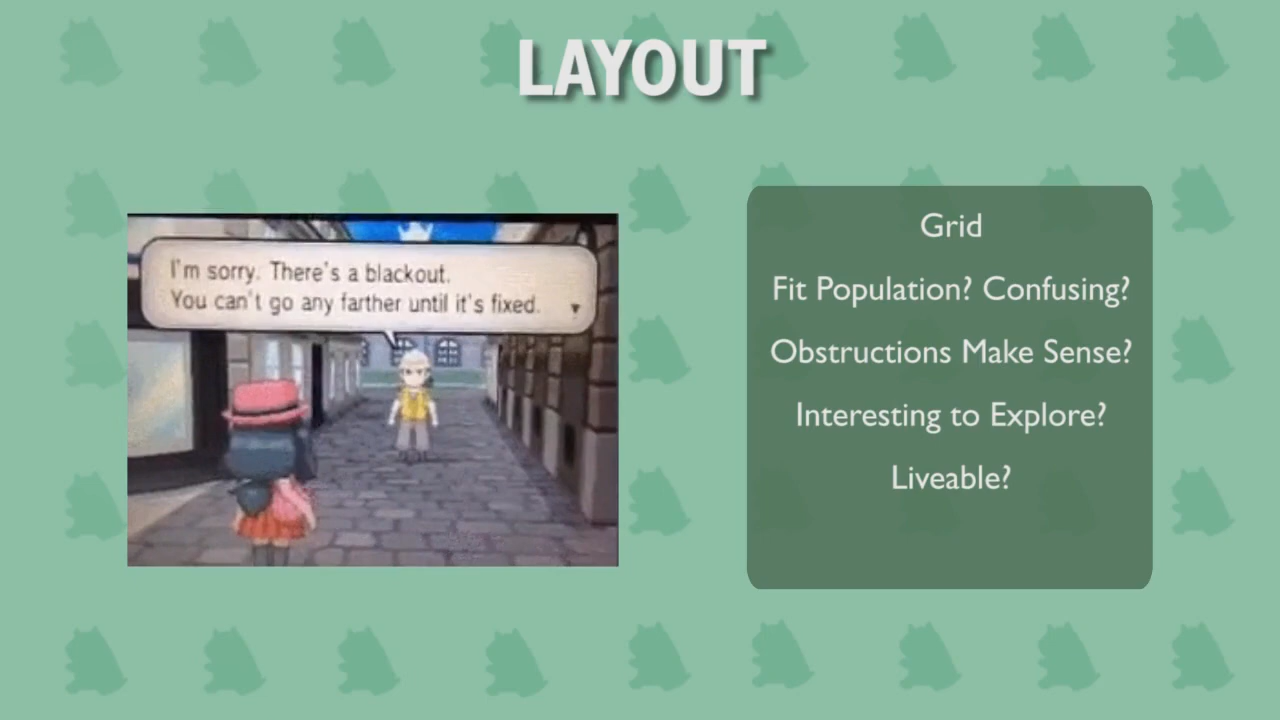 LAYOUT
I'm sorry. There's a blackout.
You can't go any farther until it's fixed.
Grid
Fit Population? Confusing?
Obstructions Make Sense?
Interesting to Explore?
Liveable?